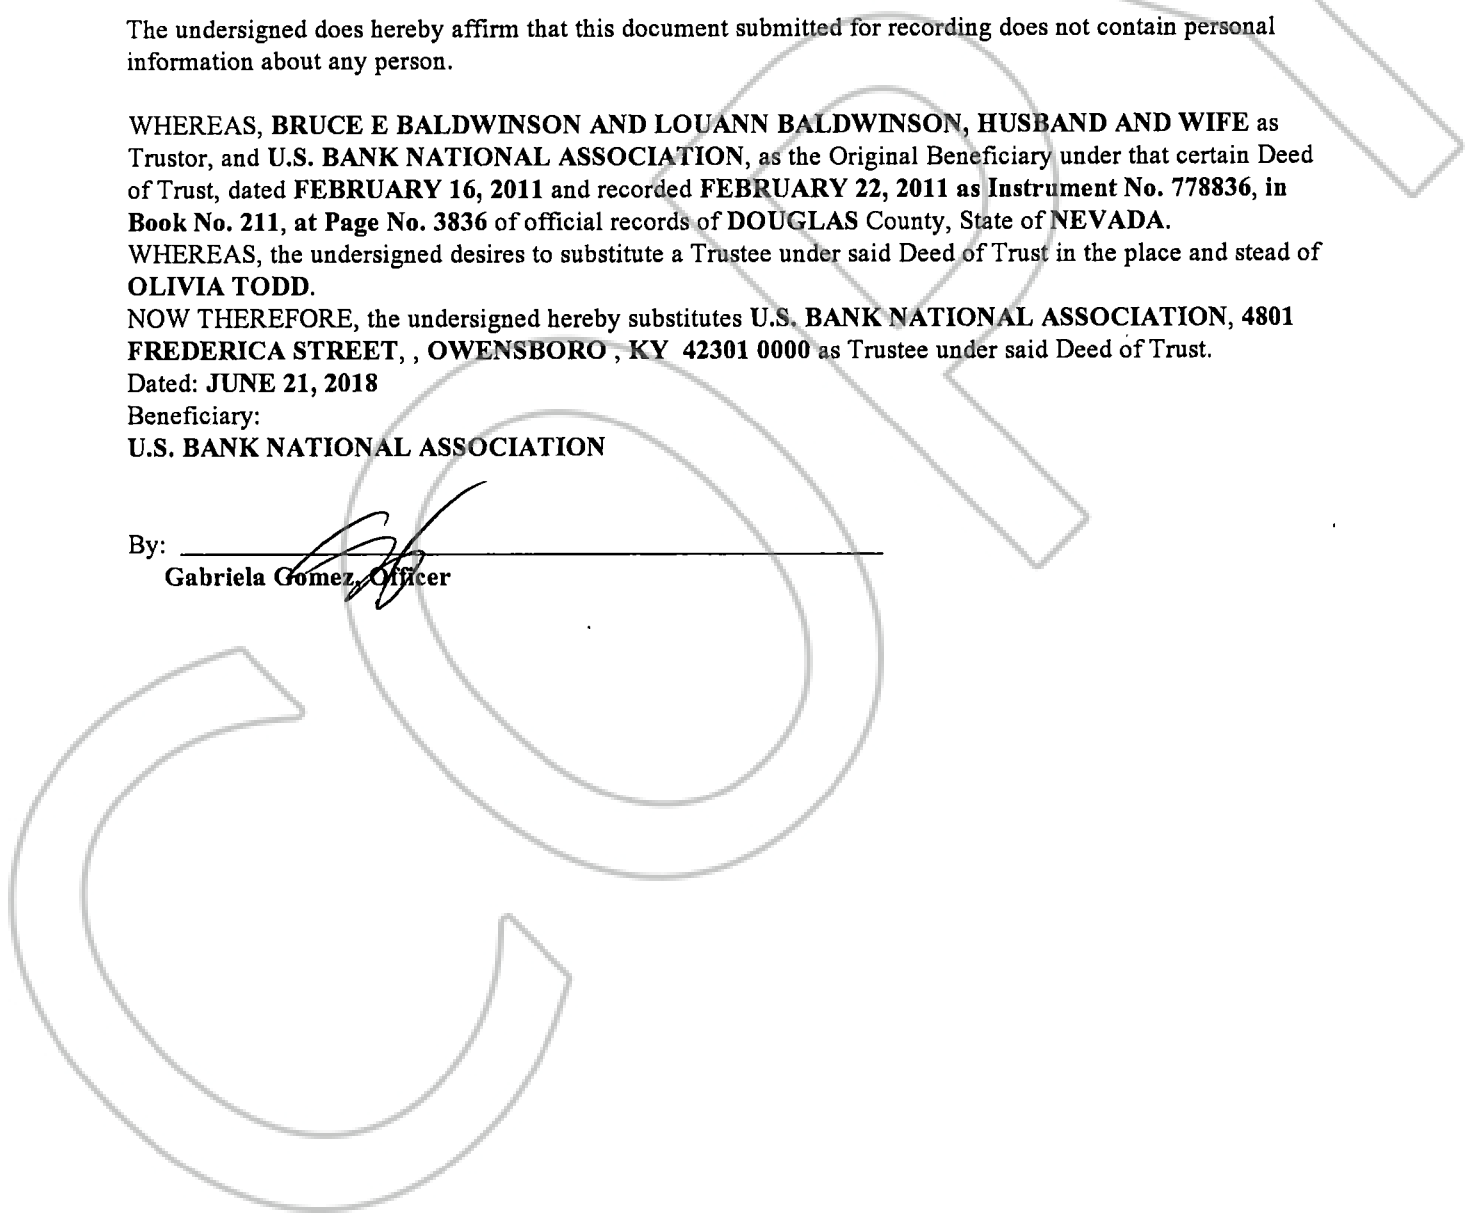 The undersigned does hereby affirm that this document submitted for recording does not contain personal
information about any person.
WHEREAS, BRUCE E BALDWINSON AND LOUANN BALDWINSON, HUSBAND AND WIFE as
Trustor, and U.S. BANK NATIONAL ASSOCIATION, as the Original Beneficiary under that certain Deed
of Trust, dated FEBRUARY 16, 2011 and recorded FEBRUARY 22, 2011 as Instrument No. 778836, in
Book No. 211, at Page No. 3836 of official records of DOUGLAS County, State of NEVADA.
WHEREAS, the undersigned desires to substitute a Trustee under said Deed of Trust in the place and stead of
OLIVIA TODD.
NOW THEREFORE, the undersigned hereby substitutes U.S. BANK NATIONAL ASSOCIATION, 4801
FREDERICA STREET, , OWENSBORO , KY 42301 0000 as Trustee under said Deed of Trust.
Dated: JUNE 21, 2018
Beneficiary:
U.S. BANK NATIONAL ASSOCIATION
By:
Gabriela Gomez, Officer
COPY